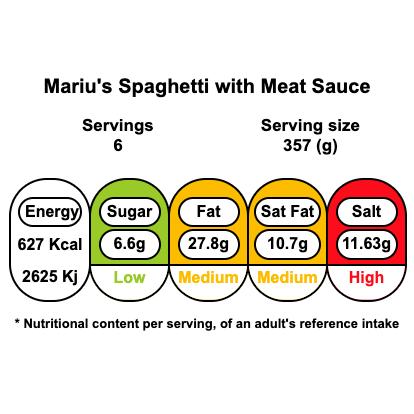 Mariu's Spaghetti with Meat Sauce
Servings Serving size
6 357 (g)
Energy Sugar Fat Sat Fat Salt
627 Kcal 6.6g 27.8g 10.7g 11.63g
2625 Kj Low Medium Medium High
* Nutritional content per serving, of an adult's reference intake